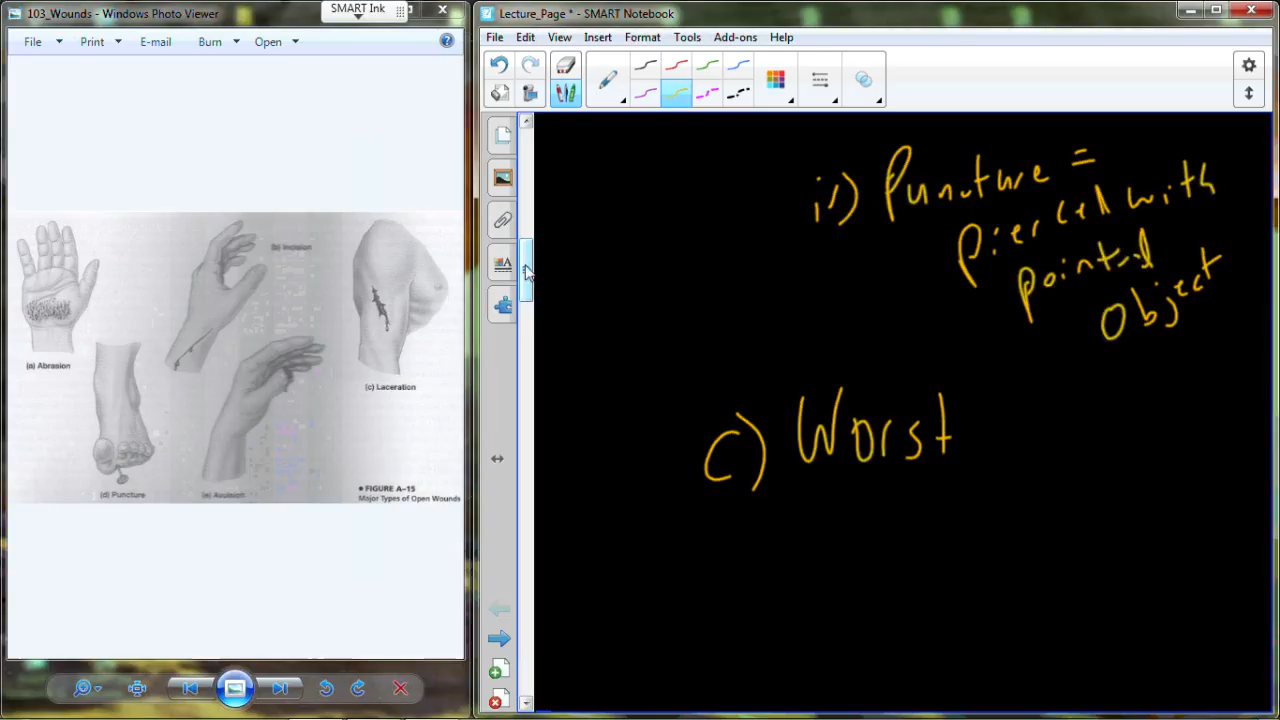 103_Wounds - Windows Photo Viewer
SMART Ink
File Print E-mail Burn Open
(b) Incision
(a) Abrasion
(c) Laceration
(d) Puncture
(e) Avulsion
• FIGURE A-15
Major Types of Open Wounds
Lecture_Page * - SMART Notebook
File Edit View Insert Format Tools Add-ons Help
Puncture =
pierced with
pointed
object
c) Worst